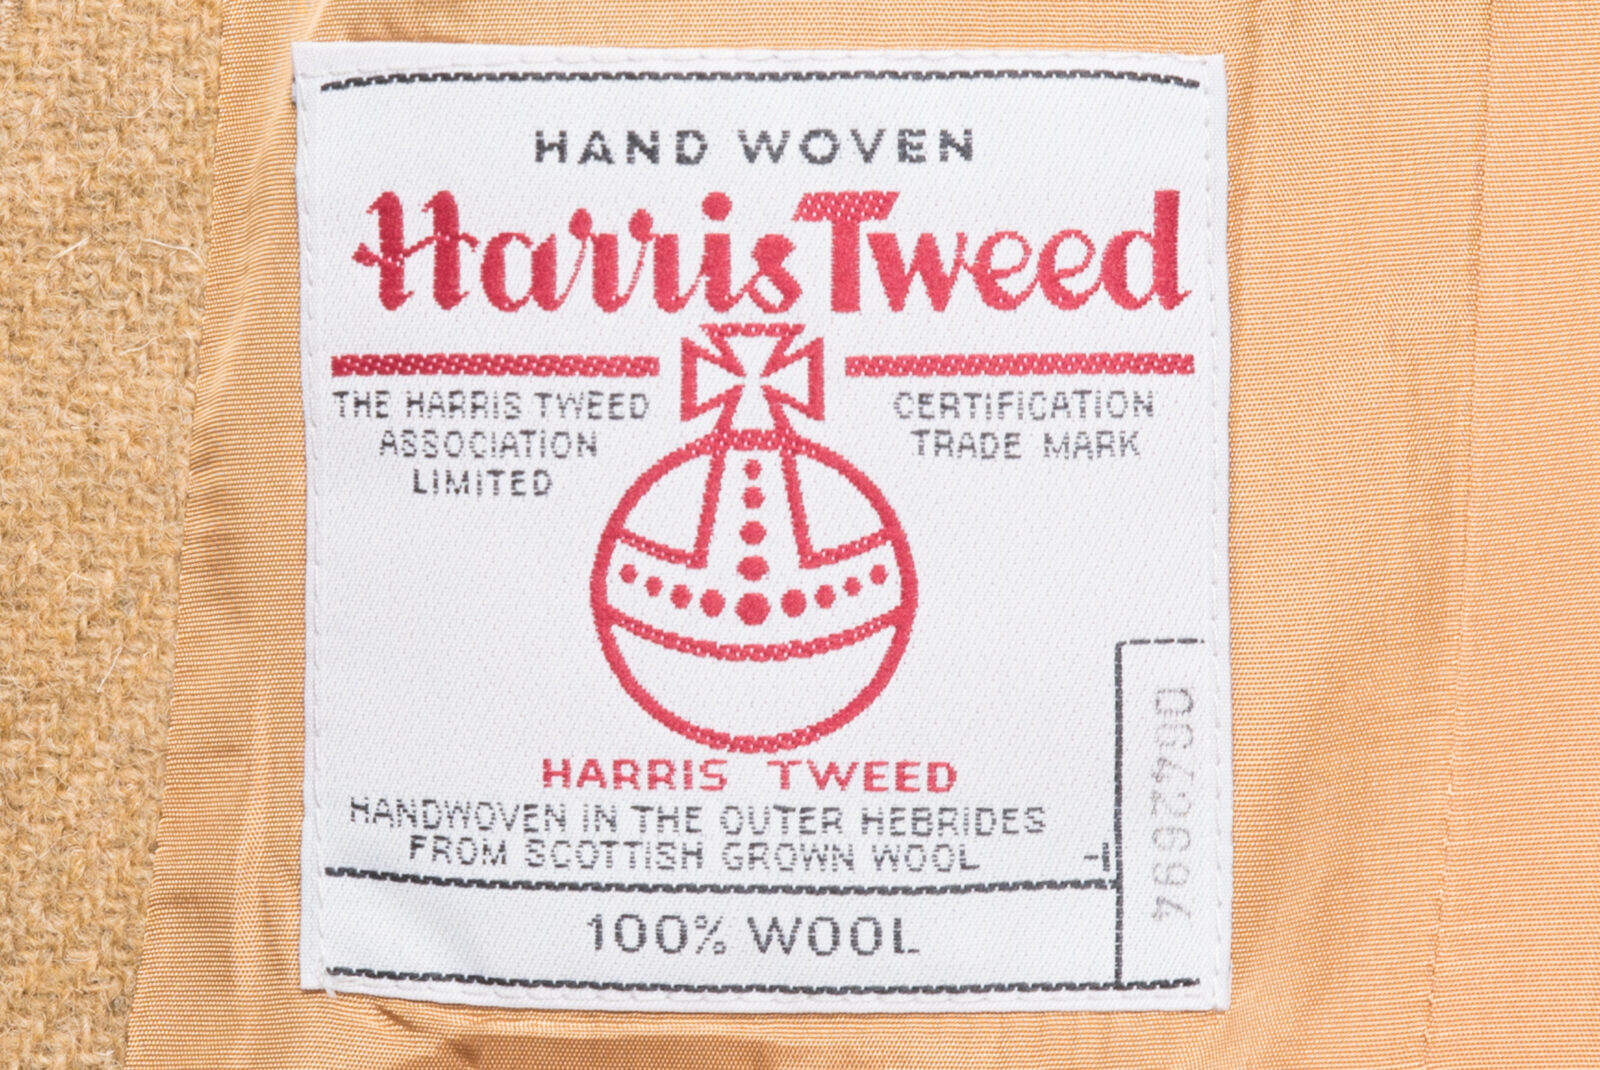 HAND WOVEN
Harris Tweed
THE HARRIS TWEED
ASSOCIATION
LIMITED
CERTIFICATION
TRADE MARK
HARRIS TWEED
HANDWOVEN IN THE OUTER HEBRIDES
FROM SCOTTISH GROWN WOOL
100% WOOL